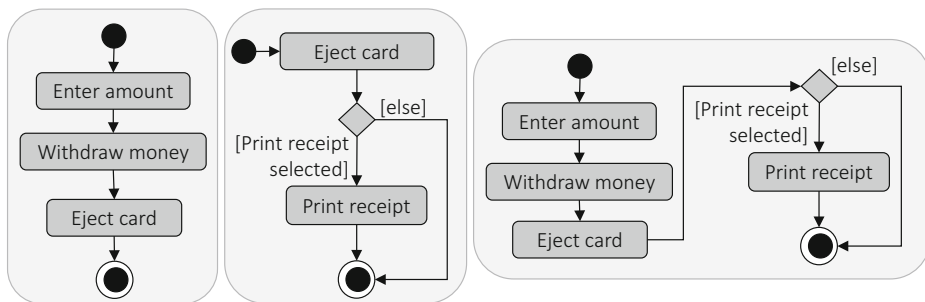 Enter amount
Withdraw money
Eject card
Eject card
[else]
[Print receipt
selected]
Print receipt
Enter amount
Withdraw money
Eject card
[else]
[Print receipt
selected]
Print receipt